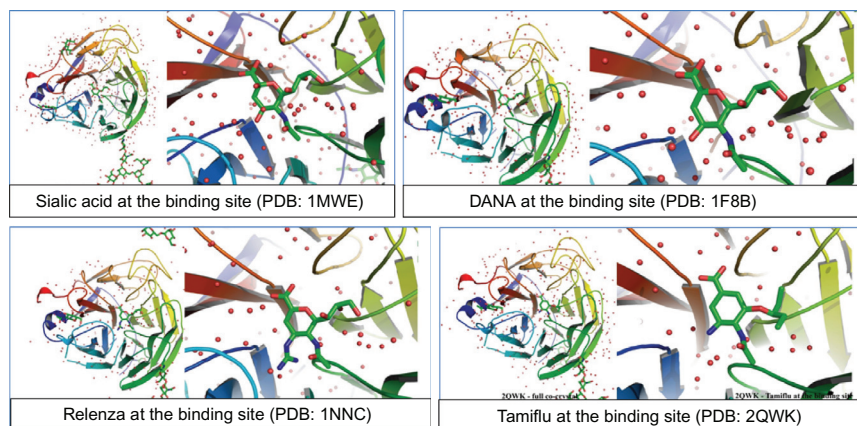 Sialic acid at the binding site (PDB: 1MWE)
DANA at the binding site (PDB: 1F8B)
Relenza at the binding site (PDB: 1NNC)
2QWK - full co-crystal
2QWK - Tamiflu at the binding site
Tamiflu at the binding site (PDB: 2QWK)